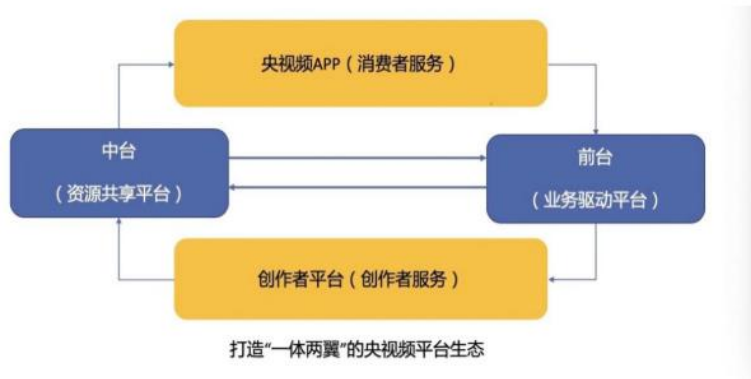 央视频APP（消费者服务）
中台
（资源共享平台）
前台
（业务驱动平台）
创作者平台（创作者服务）
打造“一体两翼”的央视频平台生态